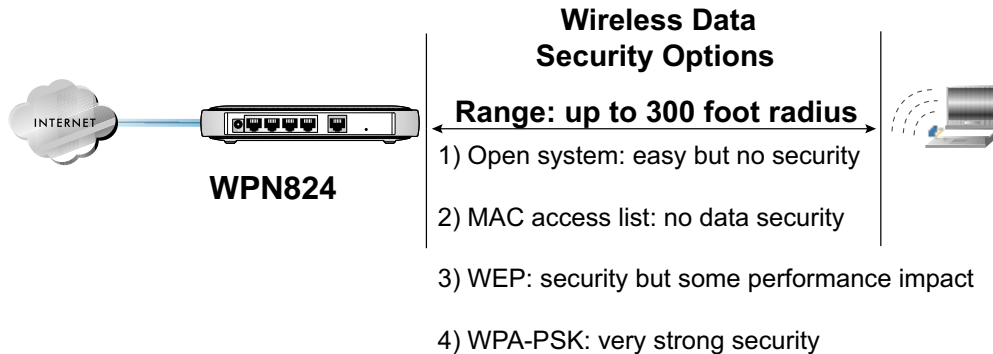 Wireless Data
Security Options
INTERNET
Range: up to 300 foot radius
WPN824
1) Open system: easy but no security
2) MAC access list: no data security
3) WEP: security but some performance impact
4) WPA-PSK: very strong security